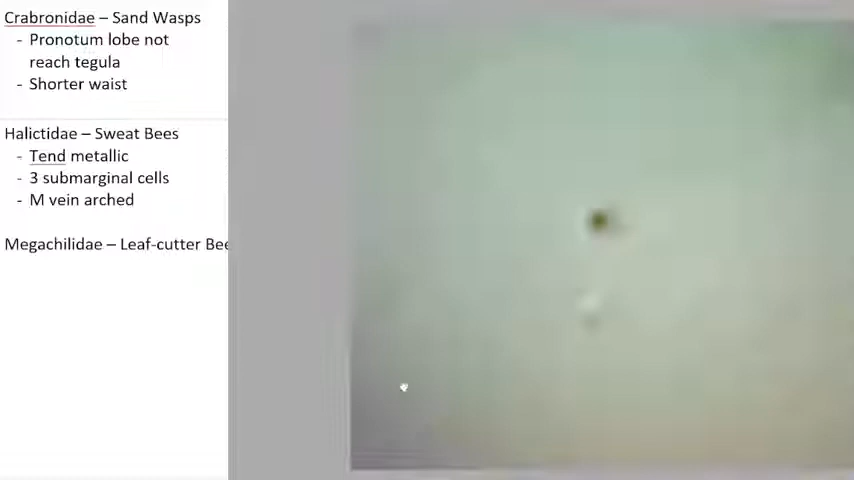 Crabronidae – Sand Wasps
- Pronotum lobe not
reach tegula
- Shorter waist
Halictidae – Sweat Bees
- Tend metallic
- 3 submarginal cells
- M vein arched
Megachilidae – Leaf-cutter Bee